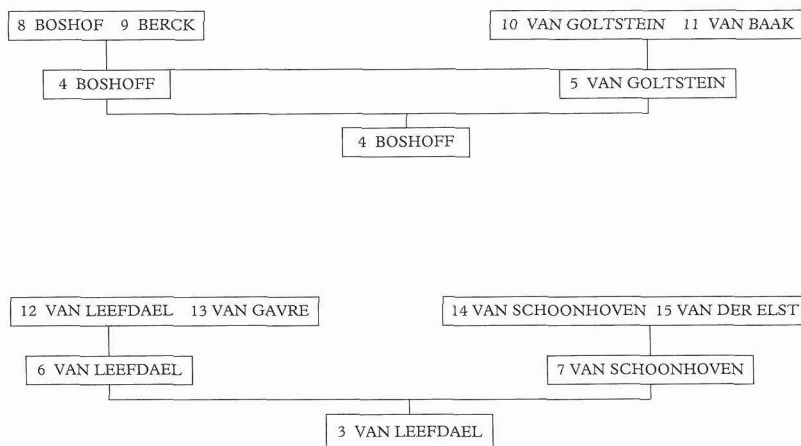 8 BOSHOF 9 BERCK
10 VAN GOLTSTEIN 11 VAN BAAK
4 BOSHOFF
5 VAN GOLTSTEIN
4 BOSHOFF
12 VAN LEEFDAEL 13 VAN GAVRE
14 VAN SCHOONHOVEN 15 VAN DER ELST
6 VAN LEEFDAEL
7 VAN SCHOONHOVEN
3 VAN LEEFDAEL